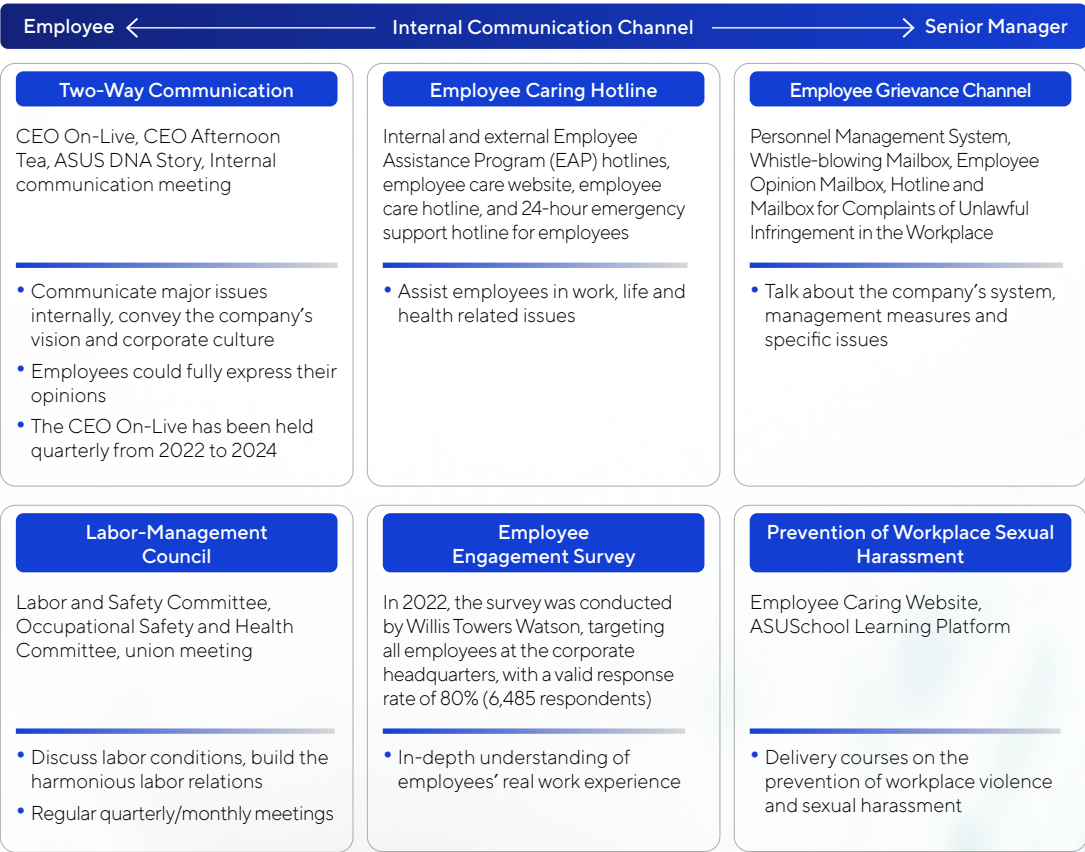 Employee Internal Communication Channel Senior Manager
Two-Way Communication
CEO On-Live, CEO Afternoon
Tea, ASUS DNA Story, Internal
communication meeting
• Communicate major issues
internally, convey the company's
vision and corporate culture
• Employees could fully express their
opinions
• The CEO On-Live has been held
quarterly from 2022 to 2024
Employee Caring Hotline
Internal and external Employee
Assistance Program (EAP) hotlines,
employee care website, employee
care hotline, and 24-hour emergency
support hotline for employees
• Assist employees in work, life and
health related issues
Employee Grievance Channel
Personnel Management System,
Whistle-blowing Mailbox, Employee
Opinion Mailbox, Hotline and
Mailbox for Complaints of Unlawful
Infringement in the Workplace
• Talk about the company's system,
management measures and
specific issues
Labor-Management
Council
Labor and Safety Committee,
Occupational Safety and Health
Committee, union meeting
• Discuss labor conditions, build the
harmonious labor relations
• Regular quarterly/monthly meetings
Employee
Engagement Survey
In 2022, the survey was conducted
by Willis Towers Watson, targeting
all employees at the corporate
headquarters, with a valid response
rate of 80% (6,485 respondents)
• In-depth understanding of
employees' real work experience
Prevention of Workplace Sexual
Harassment
Employee Caring Website,
ASUSchool Learning Platform
• Delivery courses on the
prevention of workplace violence
and sexual harassment